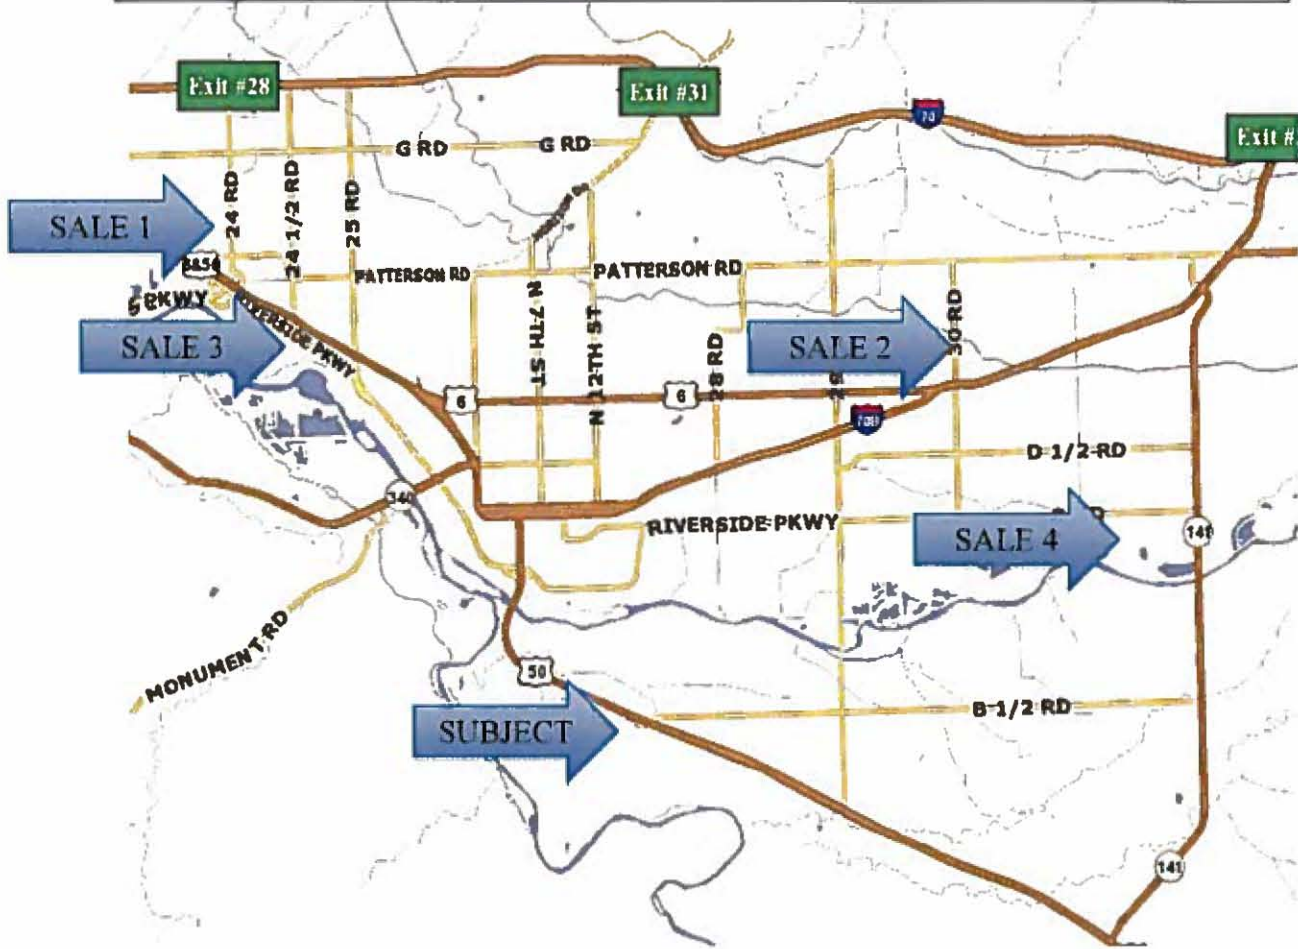 Exit #28
Exit #31
70
Exit #
G RD
G RD
24 RD
24 1/2 RD
25 RD
SALE 1
PATTERSON RD
PATTERSON RD
PKWY
RIVERSIDE PKWY
SALE 3
N 7TH ST
N 12TH ST
28 RD
SALE 2
30 RD
6
6
D 1/2 RD
340
RIVERSIDE PKWY
SALE 4
141
MONUMENT RD
50
B 1/2 RD
SUBJECT
141